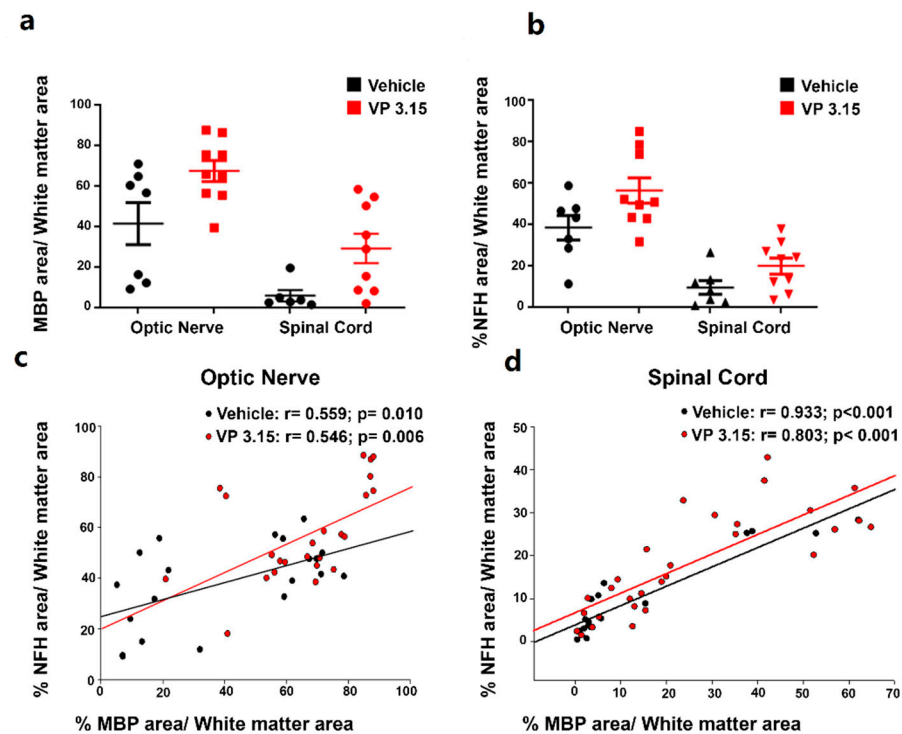 a
b
Vehicle
VP 3.15
Vehicle
VP 3.15
MBP area/ White matter area
100
80
60
40
20
0
Optic Nerve
Spinal Cord
%NFH area/ White matter area
100
80
60
40
20
0
Optic Nerve
Spinal Cord
c
Optic Nerve
Vehicle: r= 0.559; p= 0.010
VP 3.15: r= 0.546; p= 0.006
% NFH area/ White matter area
100
80
60
40
20
0
0 20 40 60 80 100
% MBP area/ White matter area
d
Spinal Cord
Vehicle: r= 0.933; p<0.001
VP 3.15: r= 0.803; p< 0.001
% NFH area/ White matter area
50
40
30
20
10
0
0 10 20 30 40 50 60 70
% MBP area/ White matter area